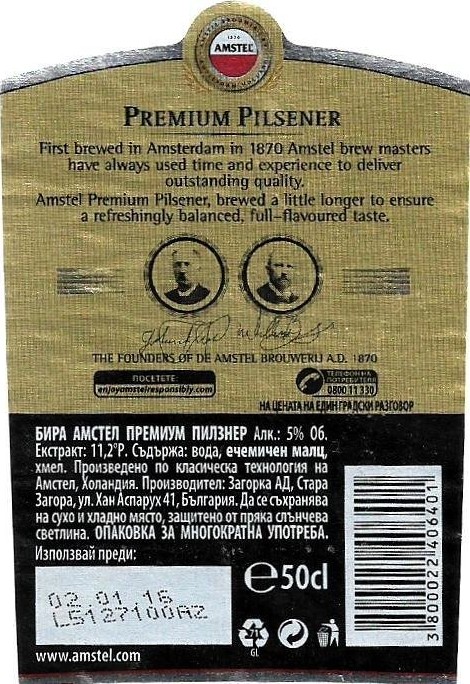 1870
AMSTEL
PREMIUM PILSENER
First brewed in Amsterdam in 1870 Amstel brew masters
have always used time and experience to deliver
outstanding quality.
Amstel Premium Pilsener, brewed a little longer to ensure
a refreshingly balanced, full-flavoured taste.
THE FOUNDERS OF DE AMSTEL BROUWERIJ A.D. 1870
ПОСЕТЕТЕ:
enjoyamstelresponsibly.com
ТЕЛЕФОН НА
ПОТРЕБИТЕЛЯ
0800 11 330
НА ЦЕНАТА НА ЕДИН ГРАДСКИ РАЗГОВОР
БИРА АМСТЕЛ ПРЕМИУМ ПИЛЗНЕР Алк.: 5% Об.
Екстракт: 11,2°P. Съдържа: вода, ечемичен малц,
хмел. Произведено по класическа технология на
Амстел, Холандия. Производител: Загорка АД, Стара
Загора, ул. Хан Аспарух 41, България. Да се съхранява
на сухо и хладно място, защитено от пряка слънчева
светлина. ОПАКОВКА ЗА МНОГОКРАТНА УПОТРЕБА.
Използвай преди:
02 01 16
L5127100AZ
e50cl
GL
www.amstel.com
3800022406401